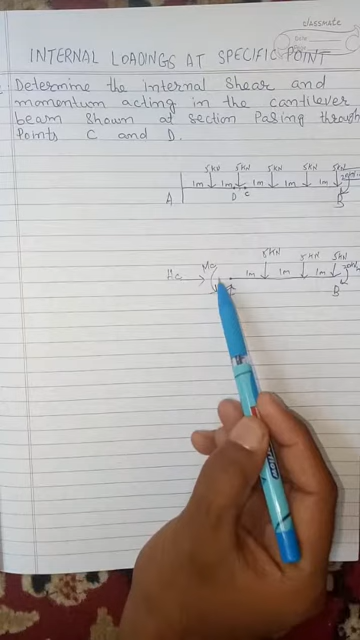 classmate
Date
INTERNAL LOADINGS AT SPECIFIC POINT
Determine the internal Shear and
momentum acting in the cantilever
beam Shown at section Pasing through
Points C and D.
5kN 5kN 5kN 5kN 5kN
1m 1m 1m 1m 1m
A D C B
5kN 5kN 5kN
Hc Mc 1m 1m 1m
B